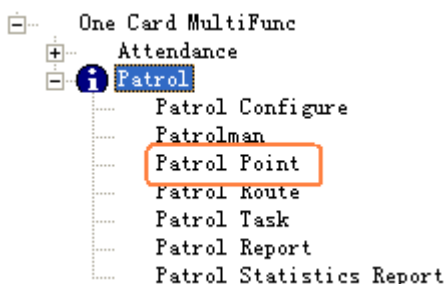 One Card MultiFunc
Attendance
Patrol
Patrol Configure
Patrolman
Patrol Point
Patrol Route
Patrol Task
Patrol Report
Patrol Statistics Report